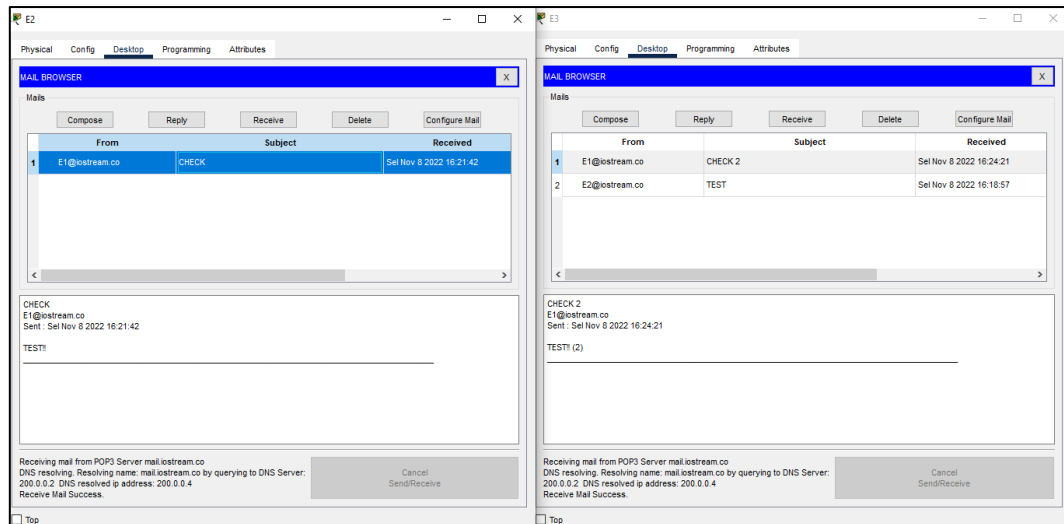 E2
Physical Config Desktop Programming Attributes
MAIL BROWSER X
Mails
Compose Reply Receive Delete Configure Mail
From Subject Received
1 E1@iostream.co CHECK Sel Nov 8 2022 16:21:42
CHECK
E1@iostream.co
Sent : Sel Nov 8 2022 16:21:42
TEST!!
Receiving mail from POP3 Server mail.iostream.co
DNS resolving. Resolving name: mail.iostream.co by querying to DNS Server:
200.0.0.2 DNS resolved ip address: 200.0.0.4
Receive Mail Success.
Cancel
Send/Receive
Top
E3
Physical Config Desktop Programming Attributes
MAIL BROWSER X
Mails
Compose Reply Receive Delete Configure Mail
From Subject Received
1 E1@iostream.co CHECK 2 Sel Nov 8 2022 16:24:21
2 E2@iostream.co TEST Sel Nov 8 2022 16:18:57
CHECK 2
E1@iostream.co
Sent : Sel Nov 8 2022 16:24:21
TEST!! (2)
Receiving mail from POP3 Server mail.iostream.co
DNS resolving. Resolving name: mail.iostream.co by querying to DNS Server:
200.0.0.2 DNS resolved ip address: 200.0.0.4
Receive Mail Success.
Cancel
Send/Receive
Top